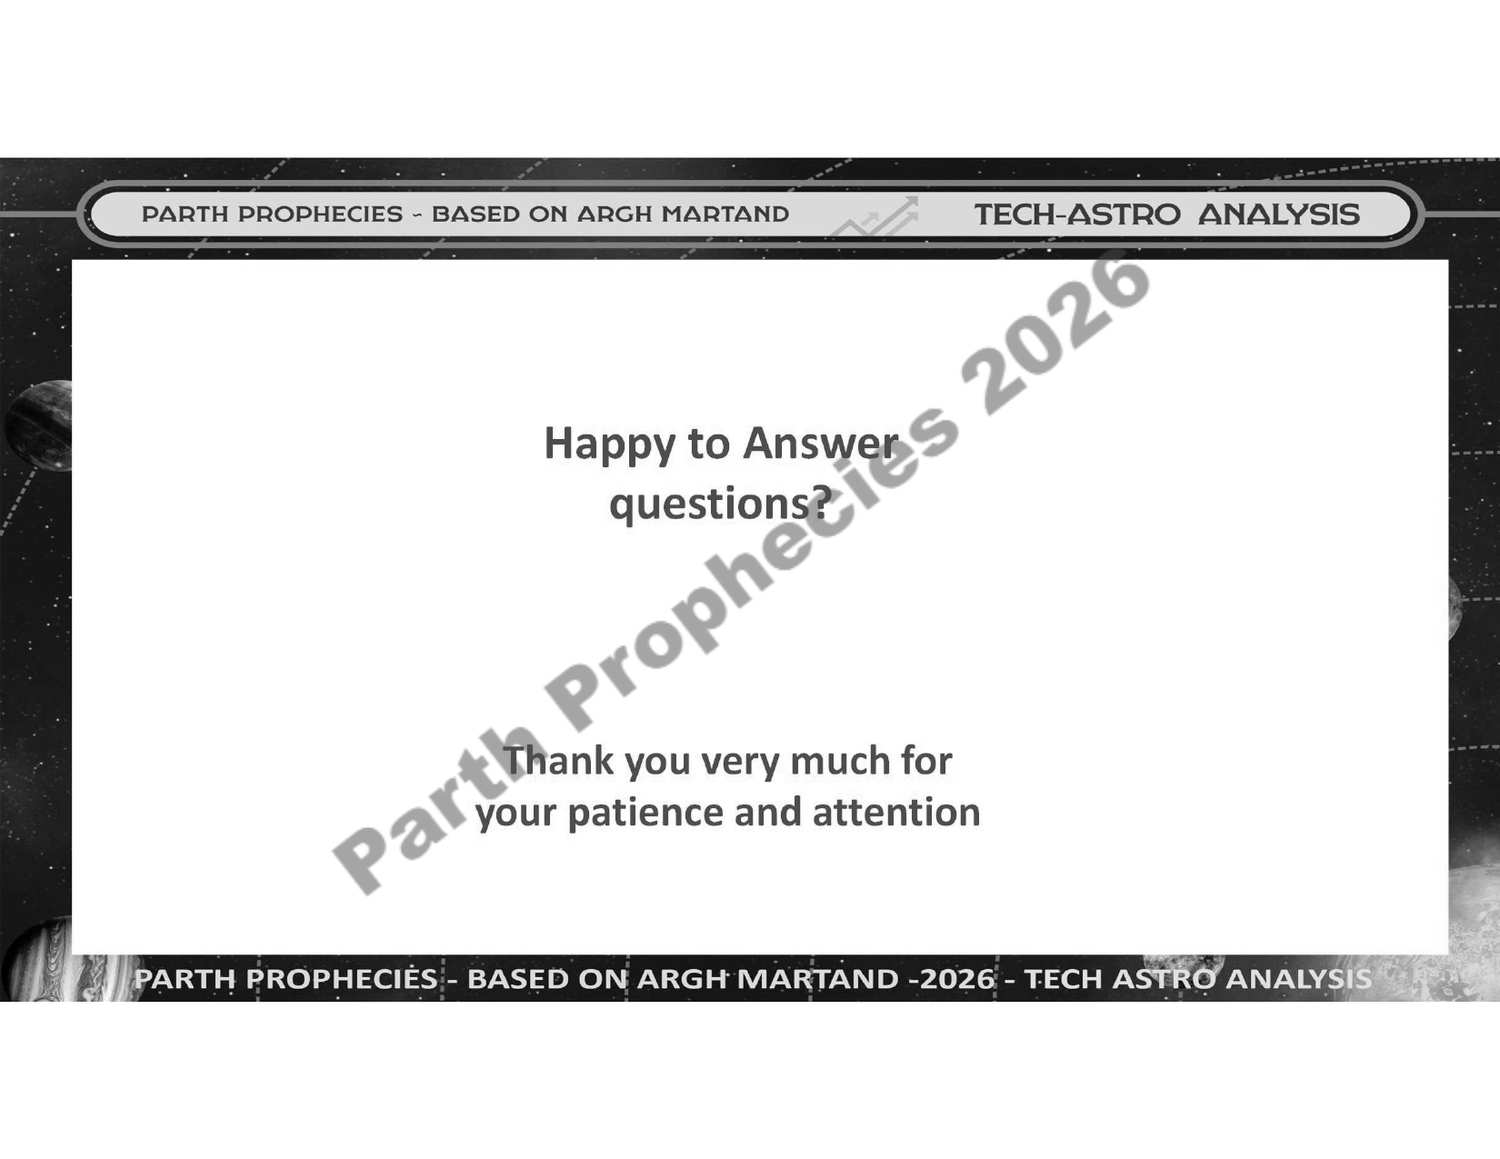 PARTH PROPHECIES ~ BASED ON ARGH MARTAND TECH-ASTRO ANALYSIS
Happy to Answer
questions?
Thank you very much for
your patience and attention
Parth Prophecies 2026
PARTH PROPHECIES - BASED ON ARGH MARTAND -2026 - TECH ASTRO ANALYSIS